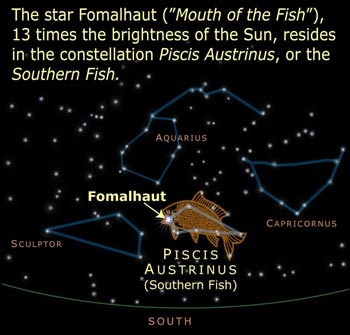 The star Fomalhaut ("Mouth of the Fish"),
13 times the brightness of the Sun, resides
in the constellation Piscis Austrinus, or the
Southern Fish.
AQUARIUS
Fomalhaut
CAPRICORNUS
SCULPTOR
PISCIS
AUSTRINUS
(Southern Fish)
SOUTH